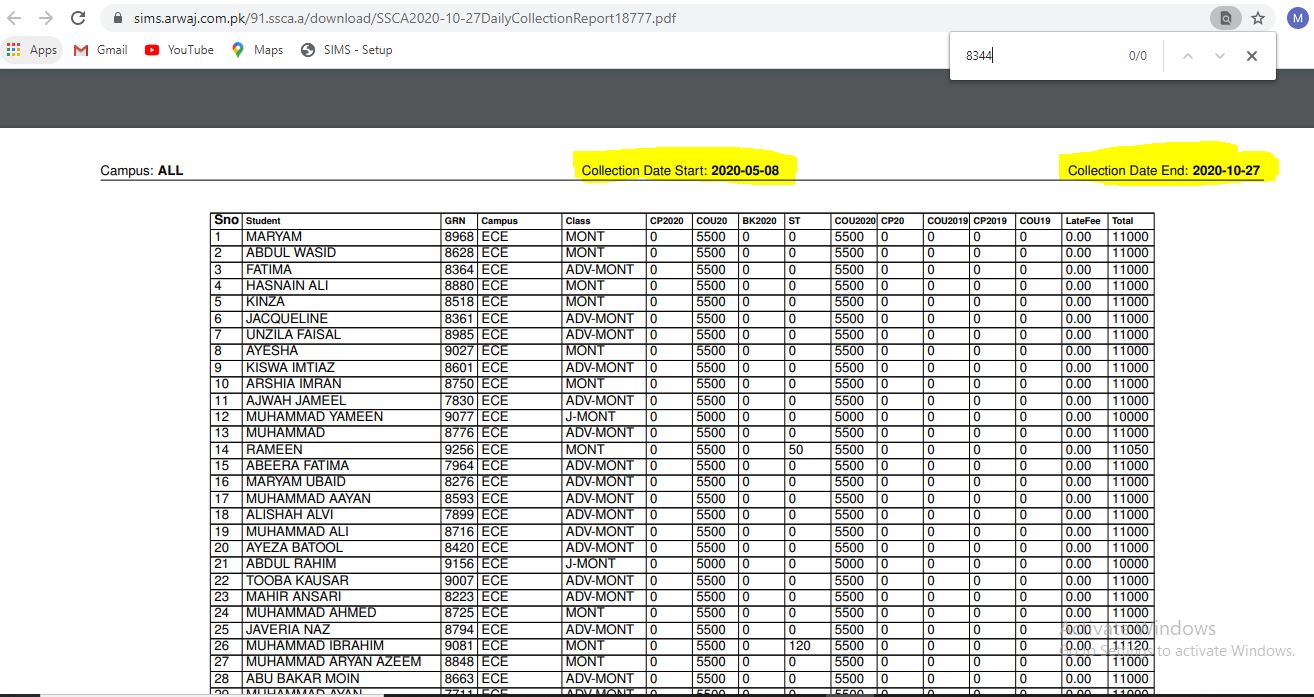 sims.arwaj.com.pk/91.ssca.a/download/SSCA2020-10-27DailyCollectionReport18777.pdf
M
Apps Gmail YouTube Maps SIMS - Setup
8344 0/0
Campus: ALL Collection Date Start: 2020-05-08 Collection Date End: 2020-10-27
Sno Student GRN Campus Class CP2020 COU20 BK2020 ST COU2020 CP20 COU2019 CP2019 COU19 LateFee Total
1 MARYAM 8968 ECE MONT 0 5500 0 0 5500 0 0 0 0 0.00 11000
2 ABDUL WASID 8628 ECE MONT 0 5500 0 0 5500 0 0 0 0 0.00 11000
3 FATIMA 8364 ECE ADV-MONT 0 5500 0 0 5500 0 0 0 0 0.00 11000
4 HASNAIN ALI 8880 ECE MONT 0 5500 0 0 5500 0 0 0 0 0.00 11000
5 KINZA 8518 ECE MONT 0 5500 0 0 5500 0 0 0 0 0.00 11000
6 JACQUELINE 8361 ECE ADV-MONT 0 5500 0 0 5500 0 0 0 0 0.00 11000
7 UNZILA FAISAL 8985 ECE ADV-MONT 0 5500 0 0 5500 0 0 0 0 0.00 11000
8 AYESHA 9027 ECE MONT 0 5500 0 0 5500 0 0 0 0 0.00 11000
9 KISWA IMTIAZ 8601 ECE ADV-MONT 0 5500 0 0 5500 0 0 0 0 0.00 11000
10 ARSHIA IMRAN 8750 ECE MONT 0 5500 0 0 5500 0 0 0 0 0.00 11000
11 AJWAH JAMEEL 7830 ECE ADV-MONT 0 5500 0 0 5500 0 0 0 0 0.00 11000
12 MUHAMMAD YAMEEN 9077 ECE J-MONT 0 5000 0 0 5000 0 0 0 0 0.00 10000
13 MUHAMMAD 8776 ECE ADV-MONT 0 5500 0 0 5500 0 0 0 0 0.00 11000
14 RAMEEN 9256 ECE MONT 0 5500 0 50 5500 0 0 0 0 0.00 11050
15 ABEERA FATIMA 7964 ECE ADV-MONT 0 5500 0 0 5500 0 0 0 0 0.00 11000
16 MARYAM UBAID 8276 ECE ADV-MONT 0 5500 0 0 5500 0 0 0 0 0.00 11000
17 MUHAMMAD AAYAN 8593 ECE ADV-MONT 0 5500 0 0 5500 0 0 0 0 0.00 11000
18 ALISHAH ALVI 7899 ECE ADV-MONT 0 5500 0 0 5500 0 0 0 0 0.00 11000
19 MUHAMMAD ALI 8716 ECE ADV-MONT 0 5500 0 0 5500 0 0 0 0 0.00 11000
20 AYEZA BATOOL 8420 ECE ADV-MONT 0 5500 0 0 5500 0 0 0 0 0.00 11000
21 ABDUL RAHIM 9156 ECE J-MONT 0 5000 0 0 5000 0 0 0 0 0.00 10000
22 TOOBA KAUSAR 9007 ECE ADV-MONT 0 5500 0 0 5500 0 0 0 0 0.00 11000
23 MAHIR ANSARI 8223 ECE ADV-MONT 0 5500 0 0 5500 0 0 0 0 0.00 11000
24 MUHAMMAD AHMED 8725 ECE MONT 0 5500 0 0 5500 0 0 0 0 0.00 11000
25 JAVERIA NAZ 8794 ECE ADV-MONT 0 5500 0 0 5500 0 0 0 0 0.00 11000
Activate Windows
26 MUHAMMAD IBRAHIM 9081 ECE MONT 0 5500 0 120 5500 0 0 0 0 0.00 11120
Go to Settings to activate Windows.
27 MUHAMMAD ARYAN AZEEM 8848 ECE MONT 0 5500 0 0 5500 0 0 0 0 0.00 11000
28 ABU BAKAR MOIN 8663 ECE ADV-MONT 0 5500 0 0 5500 0 0 0 0 0.00 11000
29 MUHAMMAD AYAN 7711 ECE ADV-MONT 0 5500 0 0 5500 0 0 0 0 0.00 11000